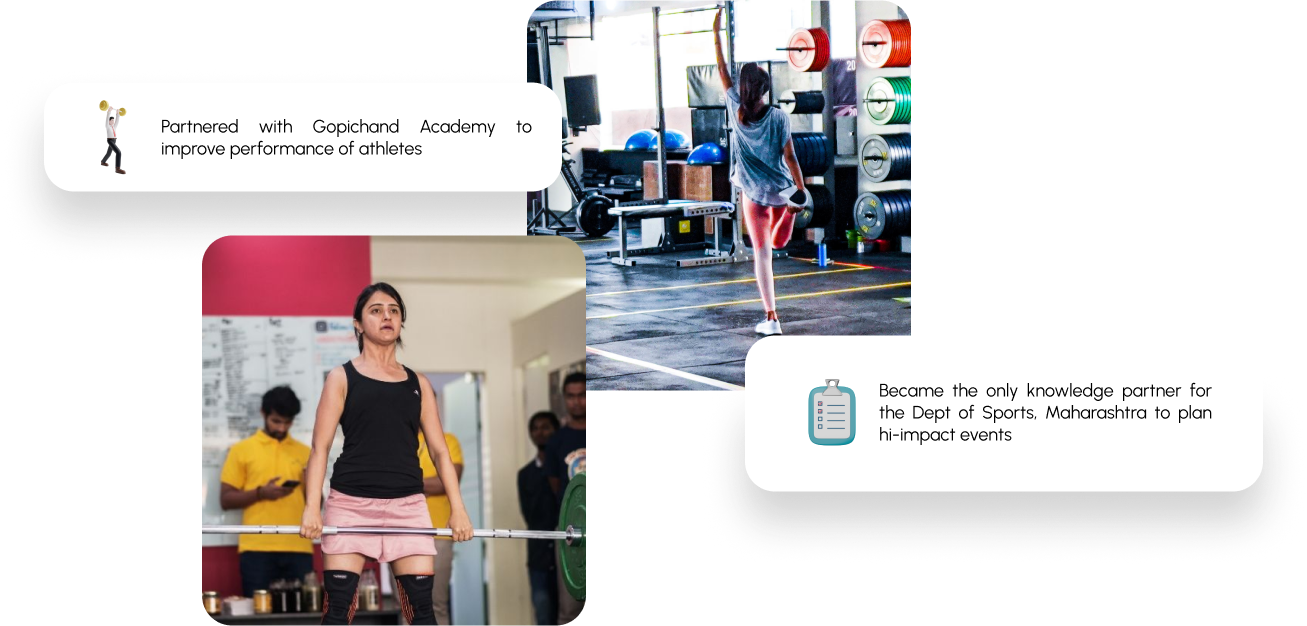 Partnered with Gopichand Academy to
improve performance of athletes
20
Became the only knowledge partner for
the Dept of Sports, Maharashtra to plan
hi-impact events